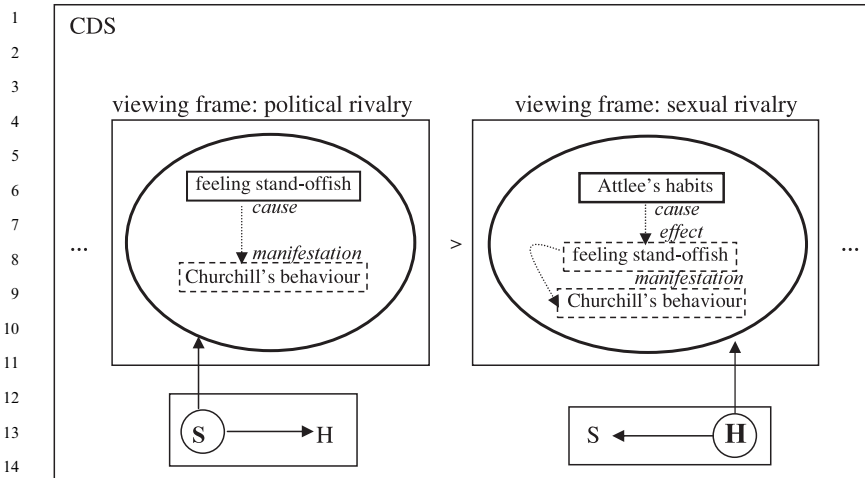 1
2
3
4
5
6
7
8
9
10
11
12
13
14
CDS
viewing frame: political rivalry
feeling stand-offish
cause
manifestation
Churchill's behaviour
S
H
...
>
viewing frame: sexual rivalry
Attlee's habits
cause
effect
feeling stand-offish
manifestation
Churchill's behaviour
S
H
...